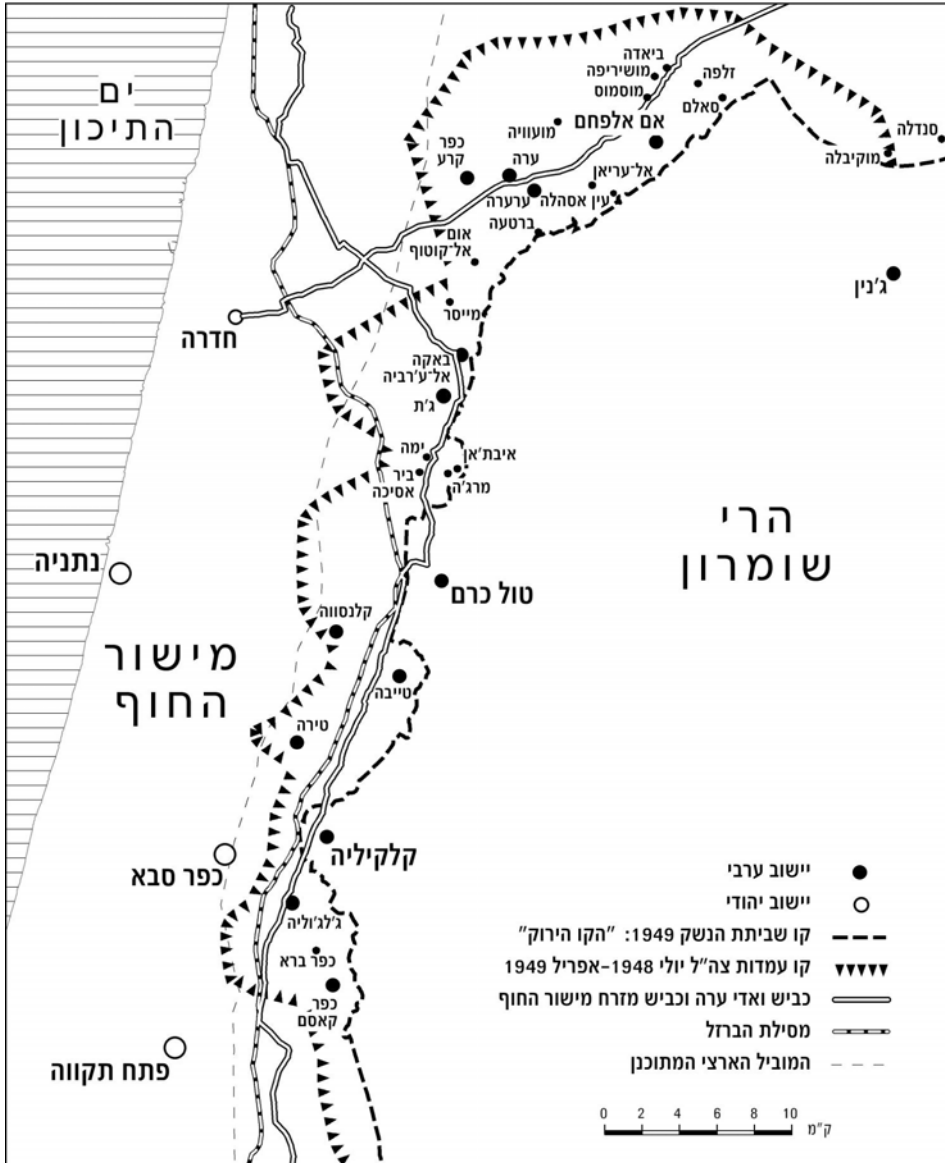 ים
התיכון
ביאדה
מושיריפה
מוסמוס
זלפה
סאלם
סנדלה
מוקיבלה
אם אלפחם
מועוויה
כפר
קרע
ערה
אל־עריאן
עין אסהלה
ערערה
ברטעה
אום
אל־קוטוף
ג'נין
מייסר
חדרה
באקה
אל־ע'רביה
ג'ת
ימה
ביר
אסיכה
איבת'אן
מרג'ה
הרי
שומרון
נתניה
טול כרם
קלנסווה
מישור
החוף
טייבה
טירה
קלקיליה
כפר סבא
ג'לג'וליה
כפר ברא
כפר
קאסם
פתח תקווה
יישוב ערבי
יישוב יהודי
קו שביתת הנשק 1949: "הקו הירוק"
קו עמדות צה"ל יולי 1948–אפריל 1949
כביש ואדי ערה וכביש מזרח מישור החוף
מסילת הברזל
המוביל הארצי המתוכנן
0 2 4 6 8 10
ק"מ